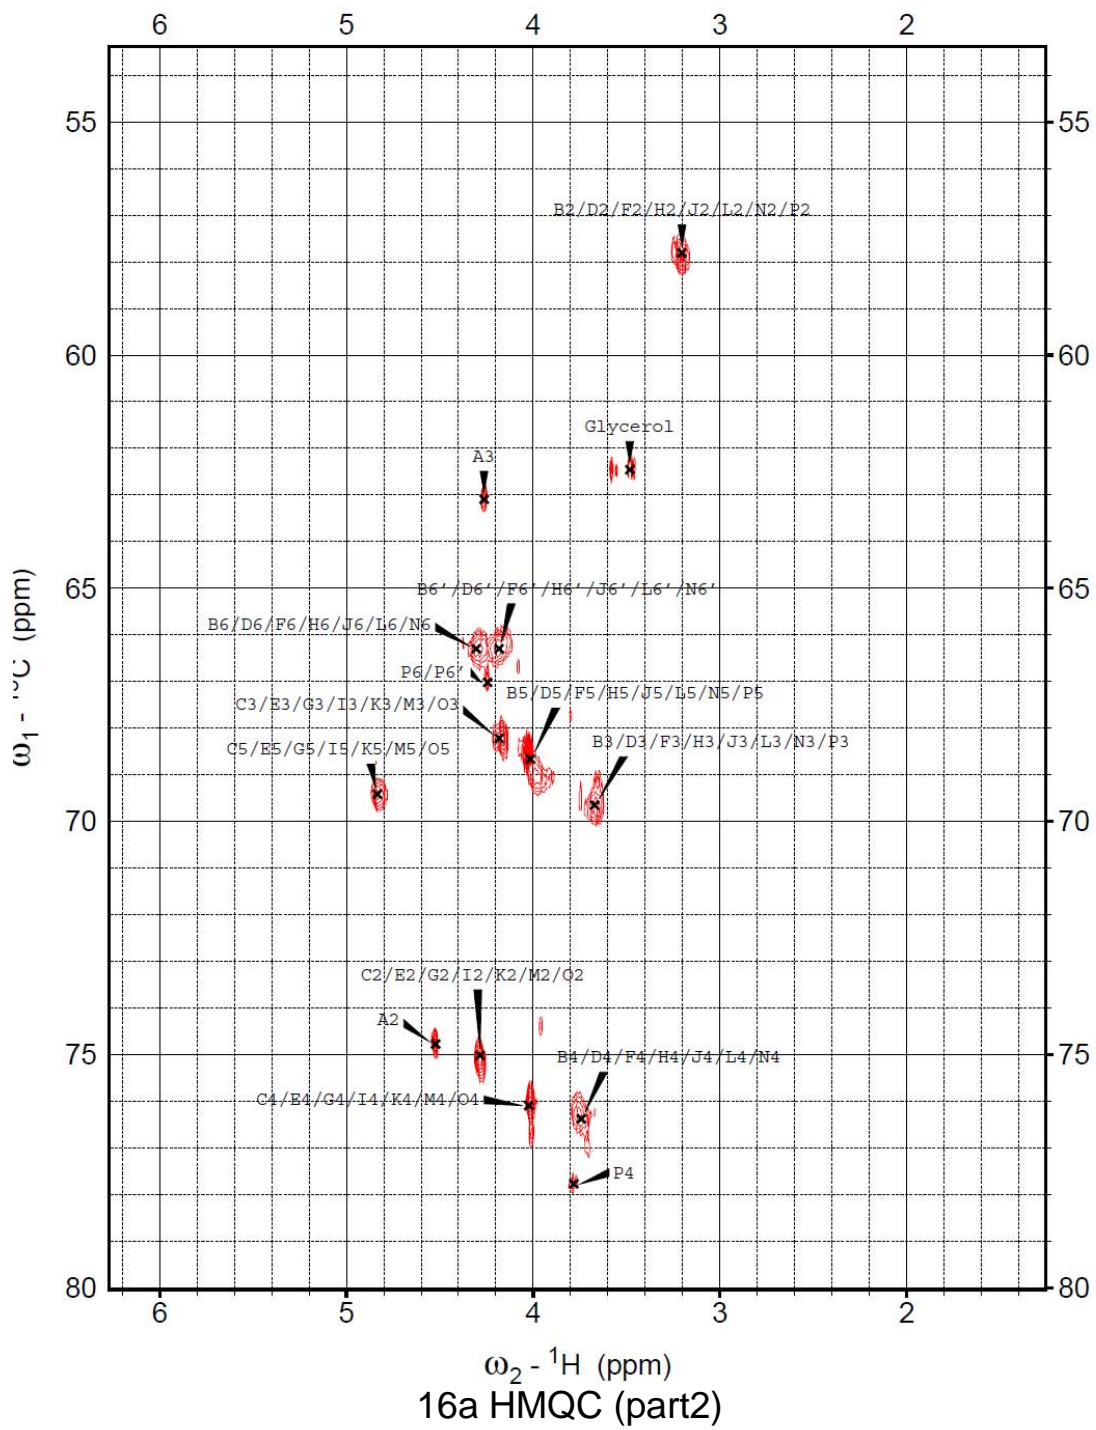 6 5 4 3 2
55 55
B2/D2/F2/H2/J2/L2/N2/P2
60 60
Glycerol
A3
65 65
B6'/D6'/F6'/H6'/J6'/L6'/N6'
B6/D6/F6/H6/J6/L6/N6
P6/P6'
B5/D5/F5/H5/J5/L5/N5/P5
C3/E3/G3/I3/K3/M3/O3
B3/D3/F3/H3/J3/L3/N3/P3
C5/E5/G5/I5/K5/M5/O5
ω1 - C (ppm)
70 70
C2/E2/G2/I2/K2/M2/O2
A2
75 75
B4/D4/F4/H4/J4/L4/N4
C4/E4/G4/I4/K4/M4/O4
P4
80 80
6 5 4 3 2
ω2 - 1H (ppm)
16a HMQC (part2)